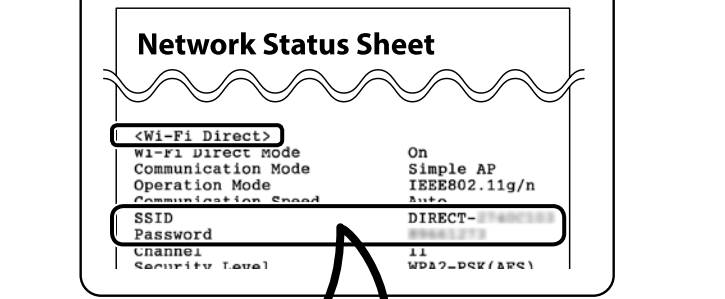 Network Status Sheet
<Wi-Fi Direct>
Wi-Fi Direct Mode On
Communication Mode Simple AP
Operation Mode IEEE802.11g/n
Communication Speed Auto
SSID DIRECT-
Password
Channel 11
Security Level WPA2-PSK(AES)